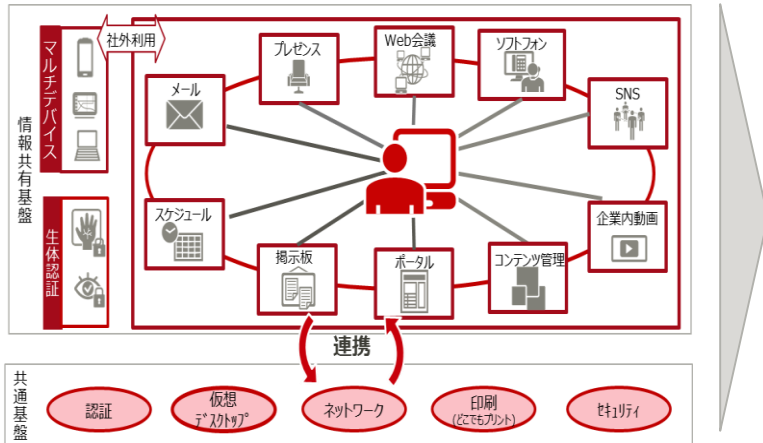 情報共有基盤
マルチデバイス
社外利用
プレゼンス
Web会議
ソフトフォン
メール
SNS
生体認証
スケジュール
掲示板
ポータル
コンテンツ管理
企業内動画
連携
共通基盤
認証
仮想
ﾃﾞｽｸﾄｯﾌﾟ
ネットワーク
印刷
(どこでもプリント)
ｾｷｭﾘﾃｨ